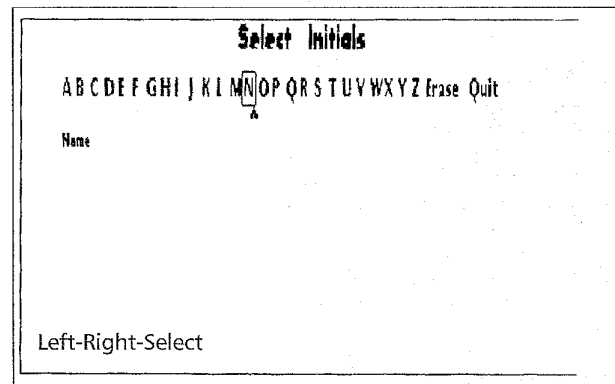 Select Initials
A B C D E F G H I J K L M N O P Q R S T U V W X Y Z Erase Quit
Name
Left-Right-Select